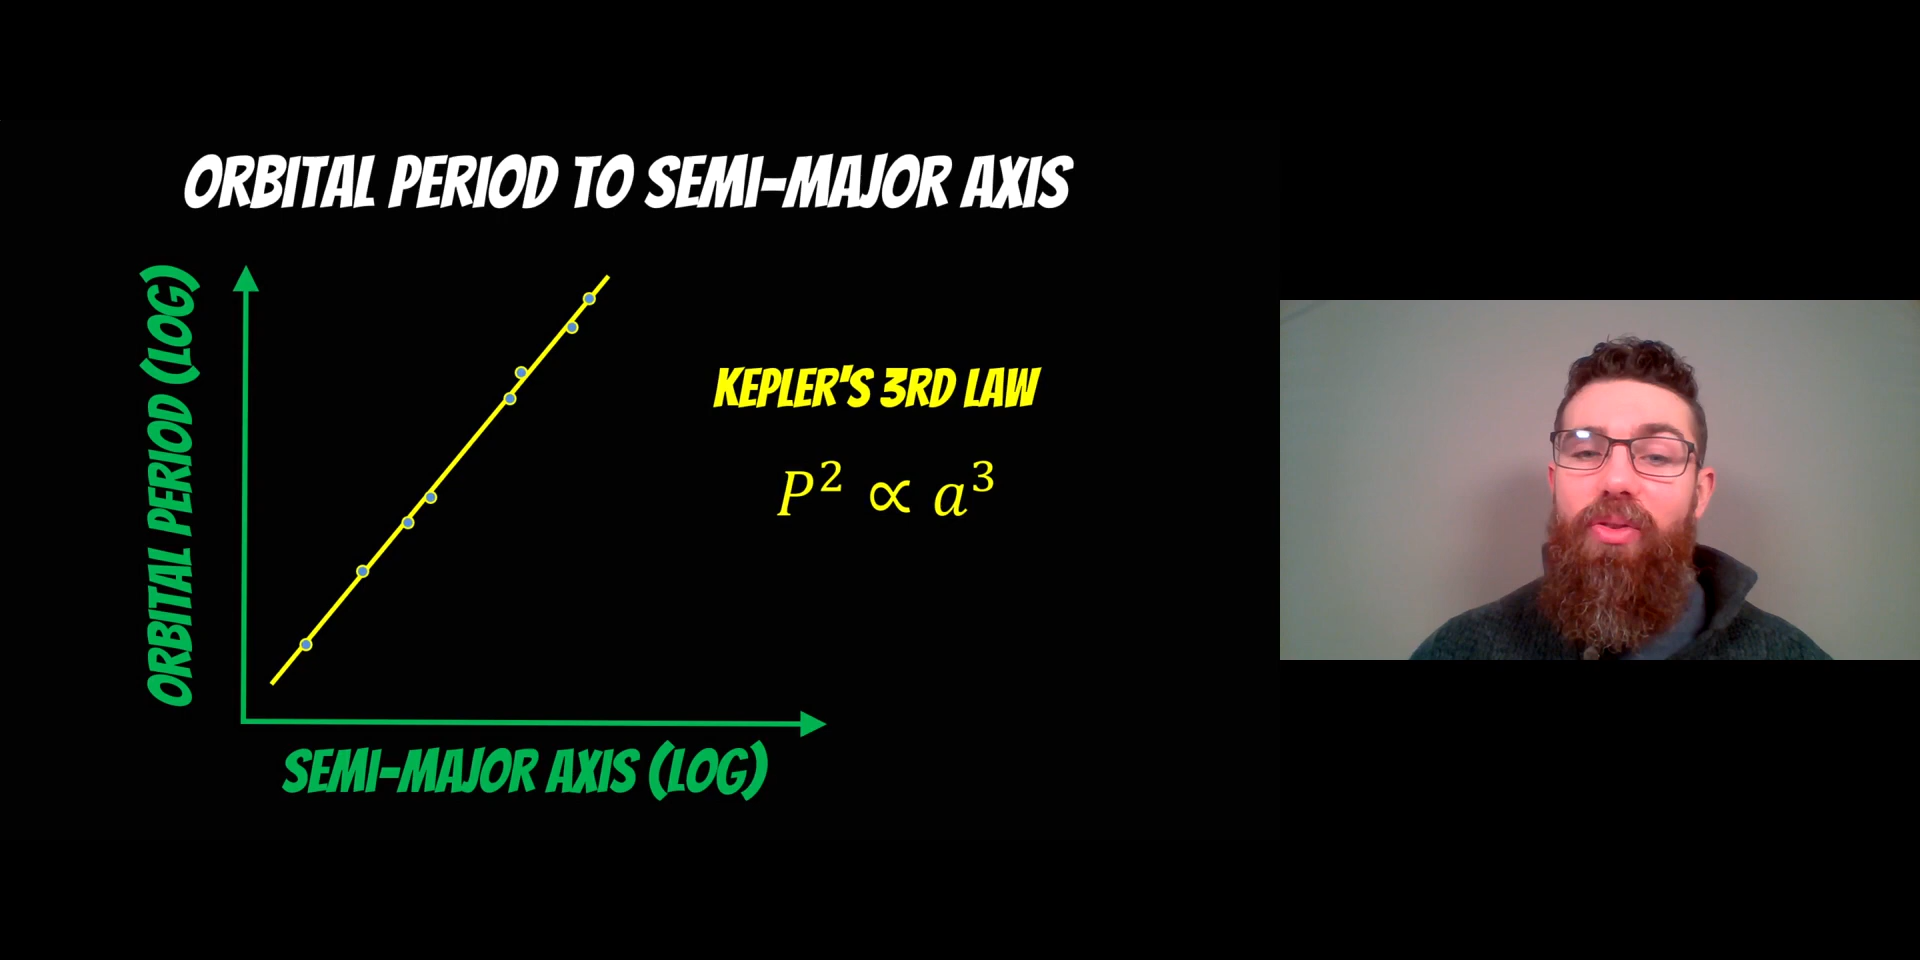 ORBITAL PERIOD TO SEMI-MAJOR AXIS
ORBITAL PERIOD (LOG)
KEPLER'S 3RD LAW
P² ∝ a³
SEMI-MAJOR AXIS (LOG)